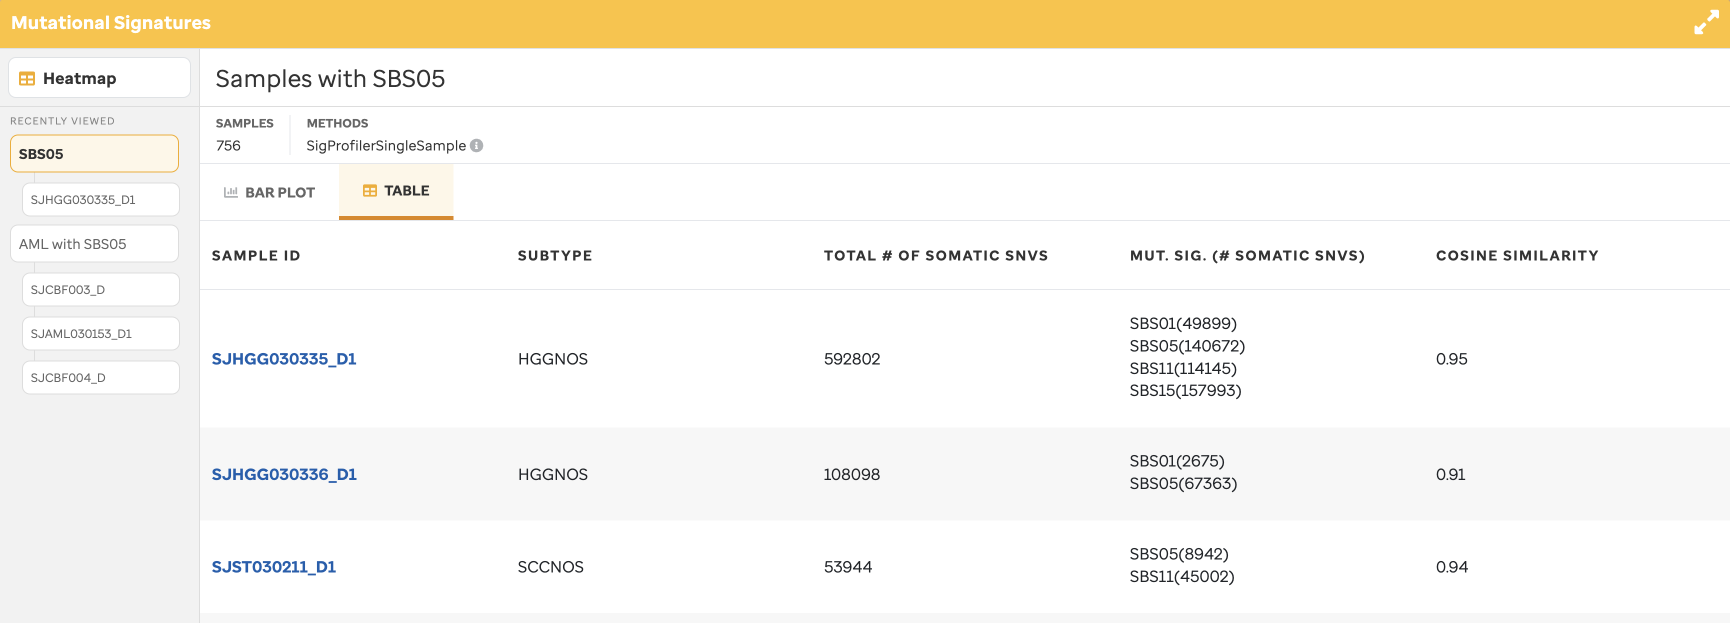 Mutational Signatures
Heatmap
RECENTLY VIEWED
SBS05
SJHGG030335_D1
AML with SBS05
SJCBF003_D
SJAML030153_D1
SJCBF004_D
Samples with SBS05
SAMPLES
756
METHODS
SigProfilerSingleSample
BAR PLOT
TABLE
SAMPLE ID SUBTYPE TOTAL # OF SOMATIC SNVS MUT. SIG. (# SOMATIC SNVS) COSINE SIMILARITY
SJHGG030335_D1 HGGNOS 592802
SBS01(49899)
SBS05(140672)
SBS11(114145)
SBS15(157993)
0.95
SJHGG030336_D1 HGGNOS 108098
SBS01(2675)
SBS05(67363)
0.91
SJST030211_D1 SCCNOS 53944
SBS05(8942)
SBS11(45002)
0.94